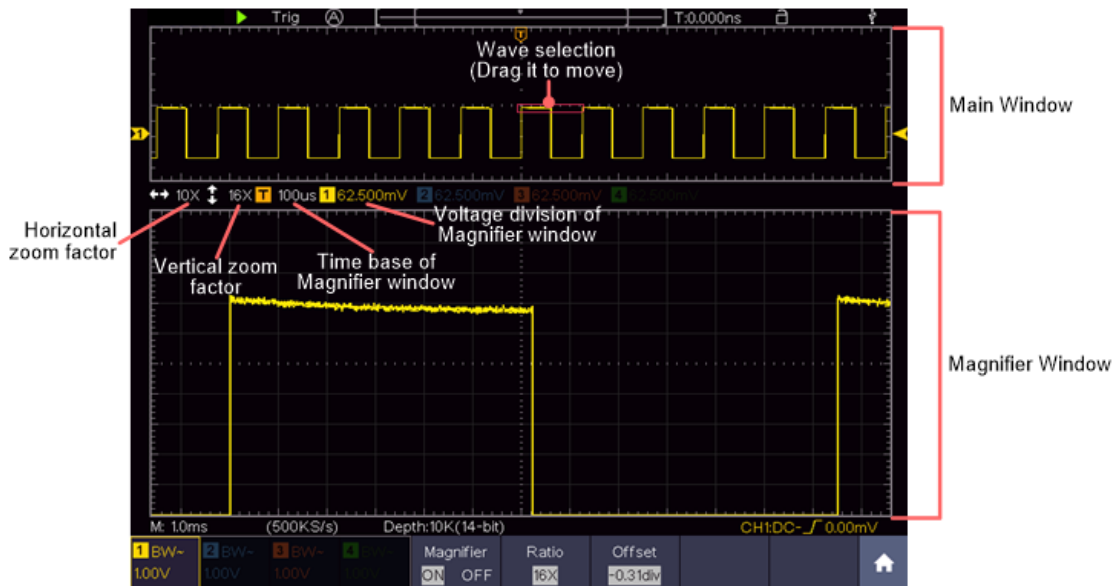 Trig A T:0.000ns
T
Wave selection
(Drag it to move)
Main Window
1
10X 16X T 100us 1 62.500mV 2 62.500mV 3 62.500mV 4 62.500mV
Horizontal
zoom factor
Vertical zoom
factor
Time base of
Magnifier window
Voltage division of
Magnifier window
Magnifier Window
M: 1.0ms (500KS/s) Depth:10K(14-bit) CH1:DC- 0.00mV
1 BW~ 2 BW~ 3 BW~ 4 BW~ Magnifier Ratio Offset
1.00V 1.00V 1.00V 1.00V ON OFF 16X -0.31div